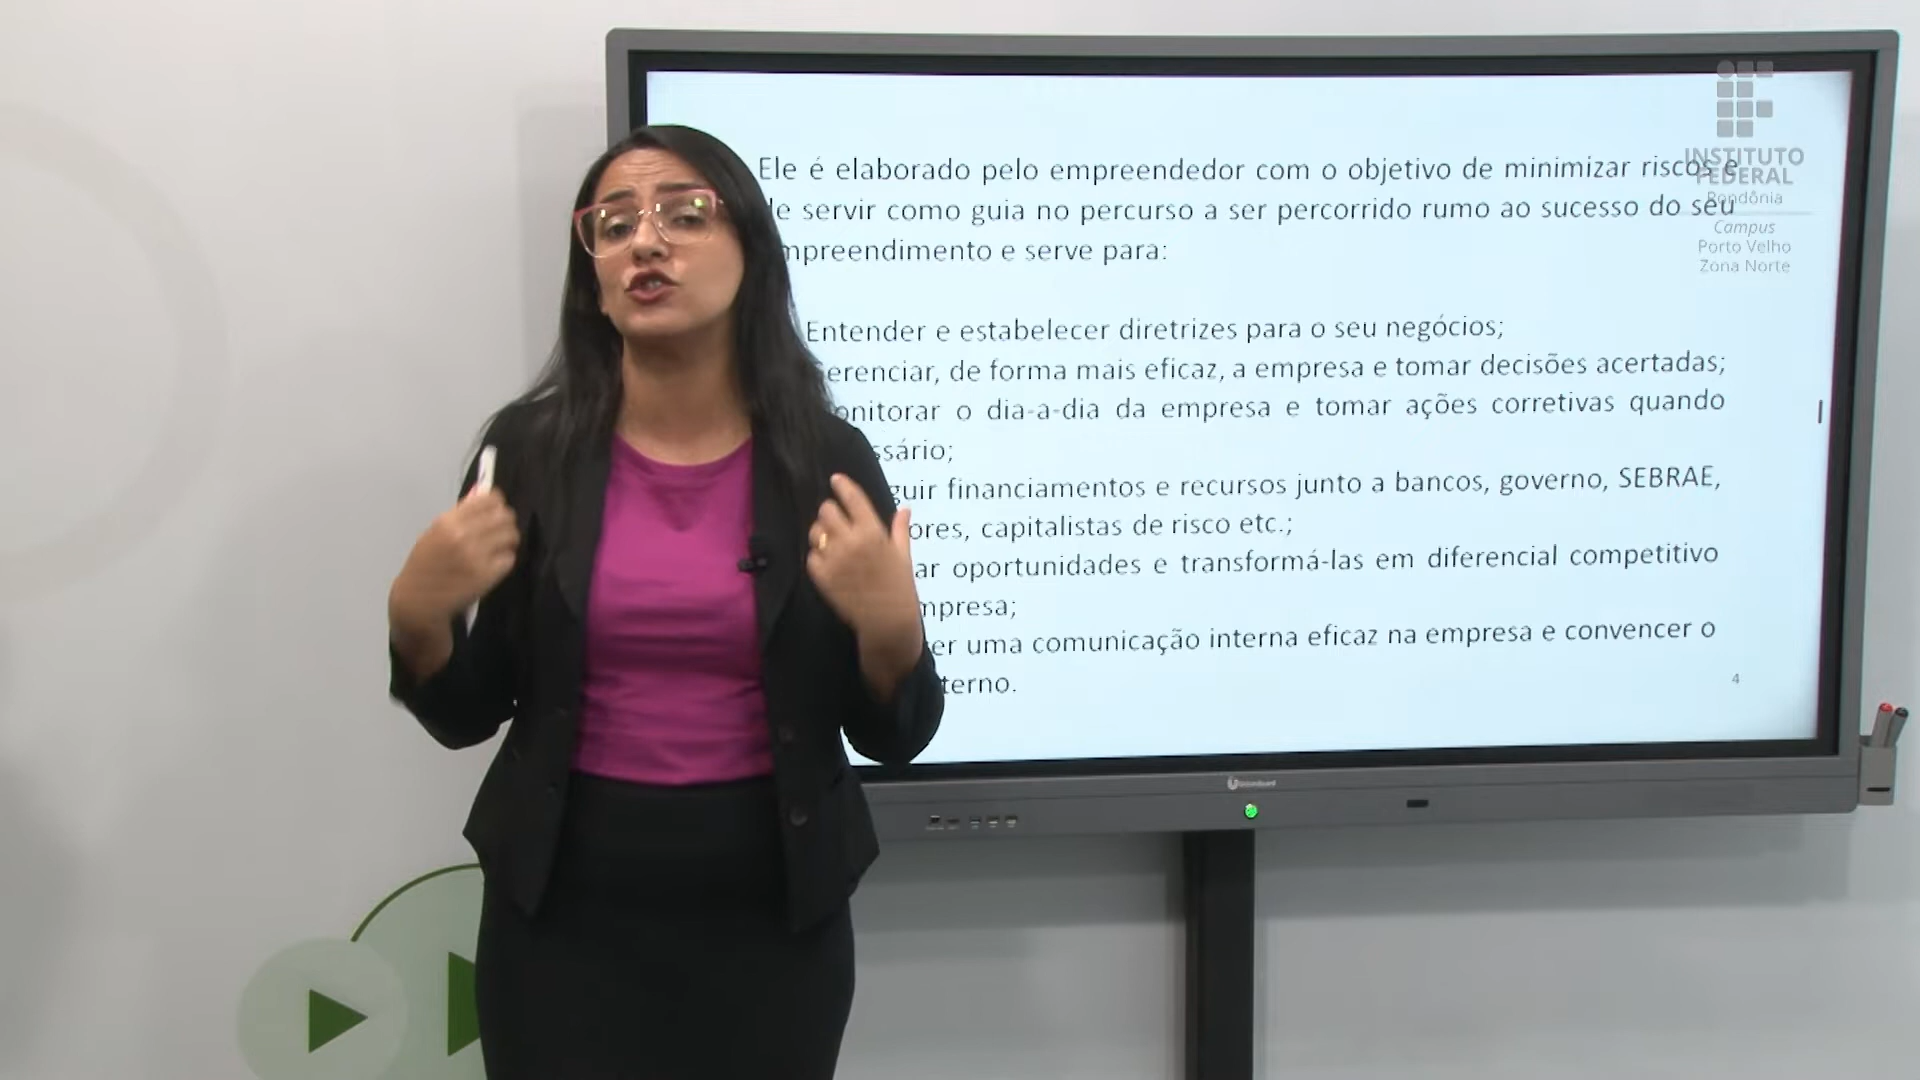 Ele é elaborado pelo empreendedor com o objetivo de minimizar riscos e
de servir como guia no percurso a ser percorrido rumo ao sucesso do seu
mpreendimento e serve para:
Entender e estabelecer diretrizes para o seu negócios;
erenciar, de forma mais eficaz, a empresa e tomar decisões acertadas;
onitorar o dia-a-dia da empresa e tomar ações corretivas quando
ssário;
guir financiamentos e recursos junto a bancos, governo, SEBRAE,
ores, capitalistas de risco etc.;
ar oportunidades e transformá-las em diferencial competitivo
mpresa;
er uma comunicação interna eficaz na empresa e convencer o
terno.
4
INSTITUTO
FEDERAL
Rondônia
Campus
Porto Velho
Zona Norte